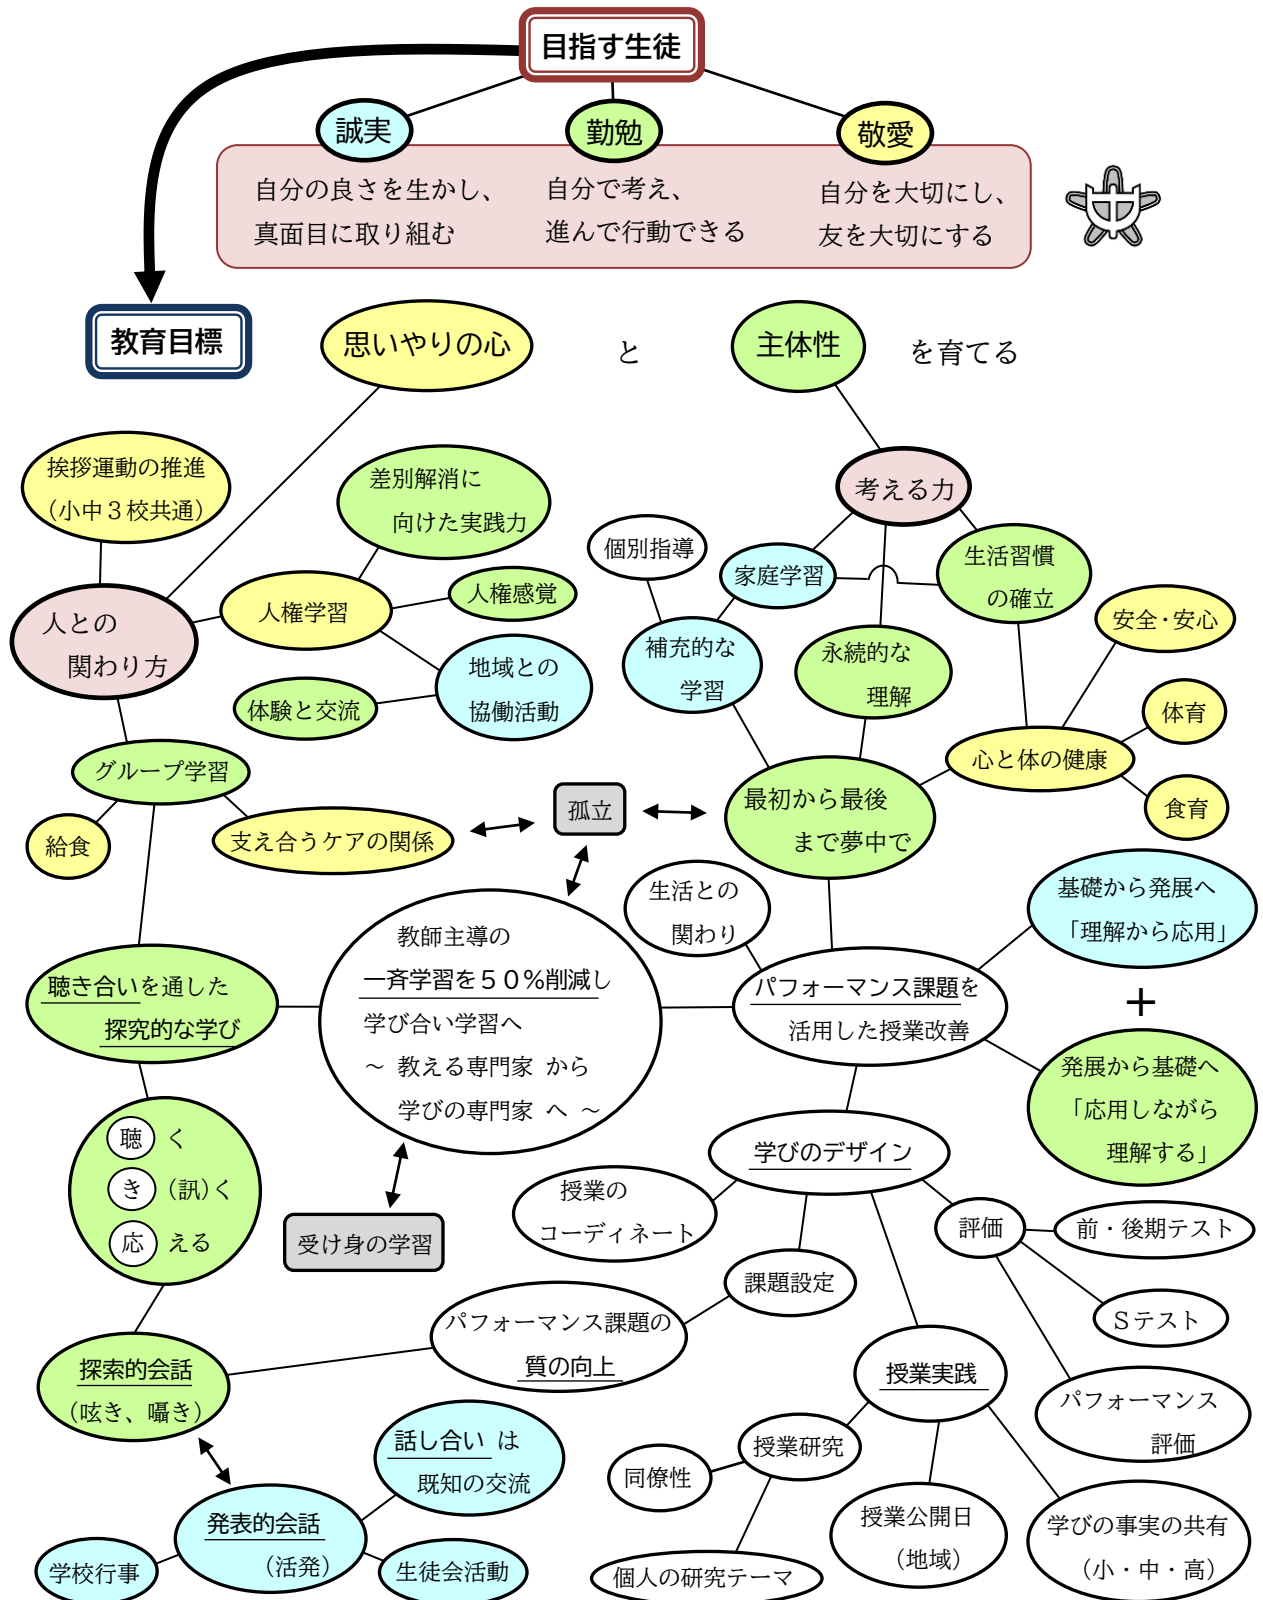 目指す生徒
誠実
勤勉
敬愛
自分の良さを生かし、
真面目に取り組む
自分で考え、
進んで行動できる
自分を大切にし、
友を大切にする
教育目標
思いやりの心
と
主体性
を育てる
挨拶運動の推進
（小中３校共通）
差別解消に
向けた実践力
考える力
個別指導
家庭学習
生活習慣
の確立
人との
関わり方
人権学習
人権感覚
安全・安心
補充的な
学習
永続的な
理解
地域との
協働活動
体験と交流
体育
心と体の健康
食育
グループ学習
給食
支え合うケアの関係
孤立
最初から最後
まで夢中で
生活との
関わり
基礎から発展へ
「理解から応用」
＋
発展から基礎へ
「応用しながら
理解する」
教師主導の
一斉学習を５０％削減し
学び合い学習へ
～ 教える専門家 から
学びの専門家 へ ～
聴き合いを通した
探究的な学び
パフォーマンス課題を
活用した授業改善
聴 く
き （訊）く
応 える
受け身の学習
学びのデザイン
授業の
コーディネート
評価
前・後期テスト
課題設定
Ｓテスト
パフォーマンス課題の
質の向上
探索的会話
（呟き、囁き）
授業実践
パフォーマンス
評価
話し合い は
既知の交流
授業研究
同僚性
発表的会話
（活発）
学校行事
生徒会活動
個人の研究テーマ
授業公開日
（地域）
学びの事実の共有
（小・中・高）